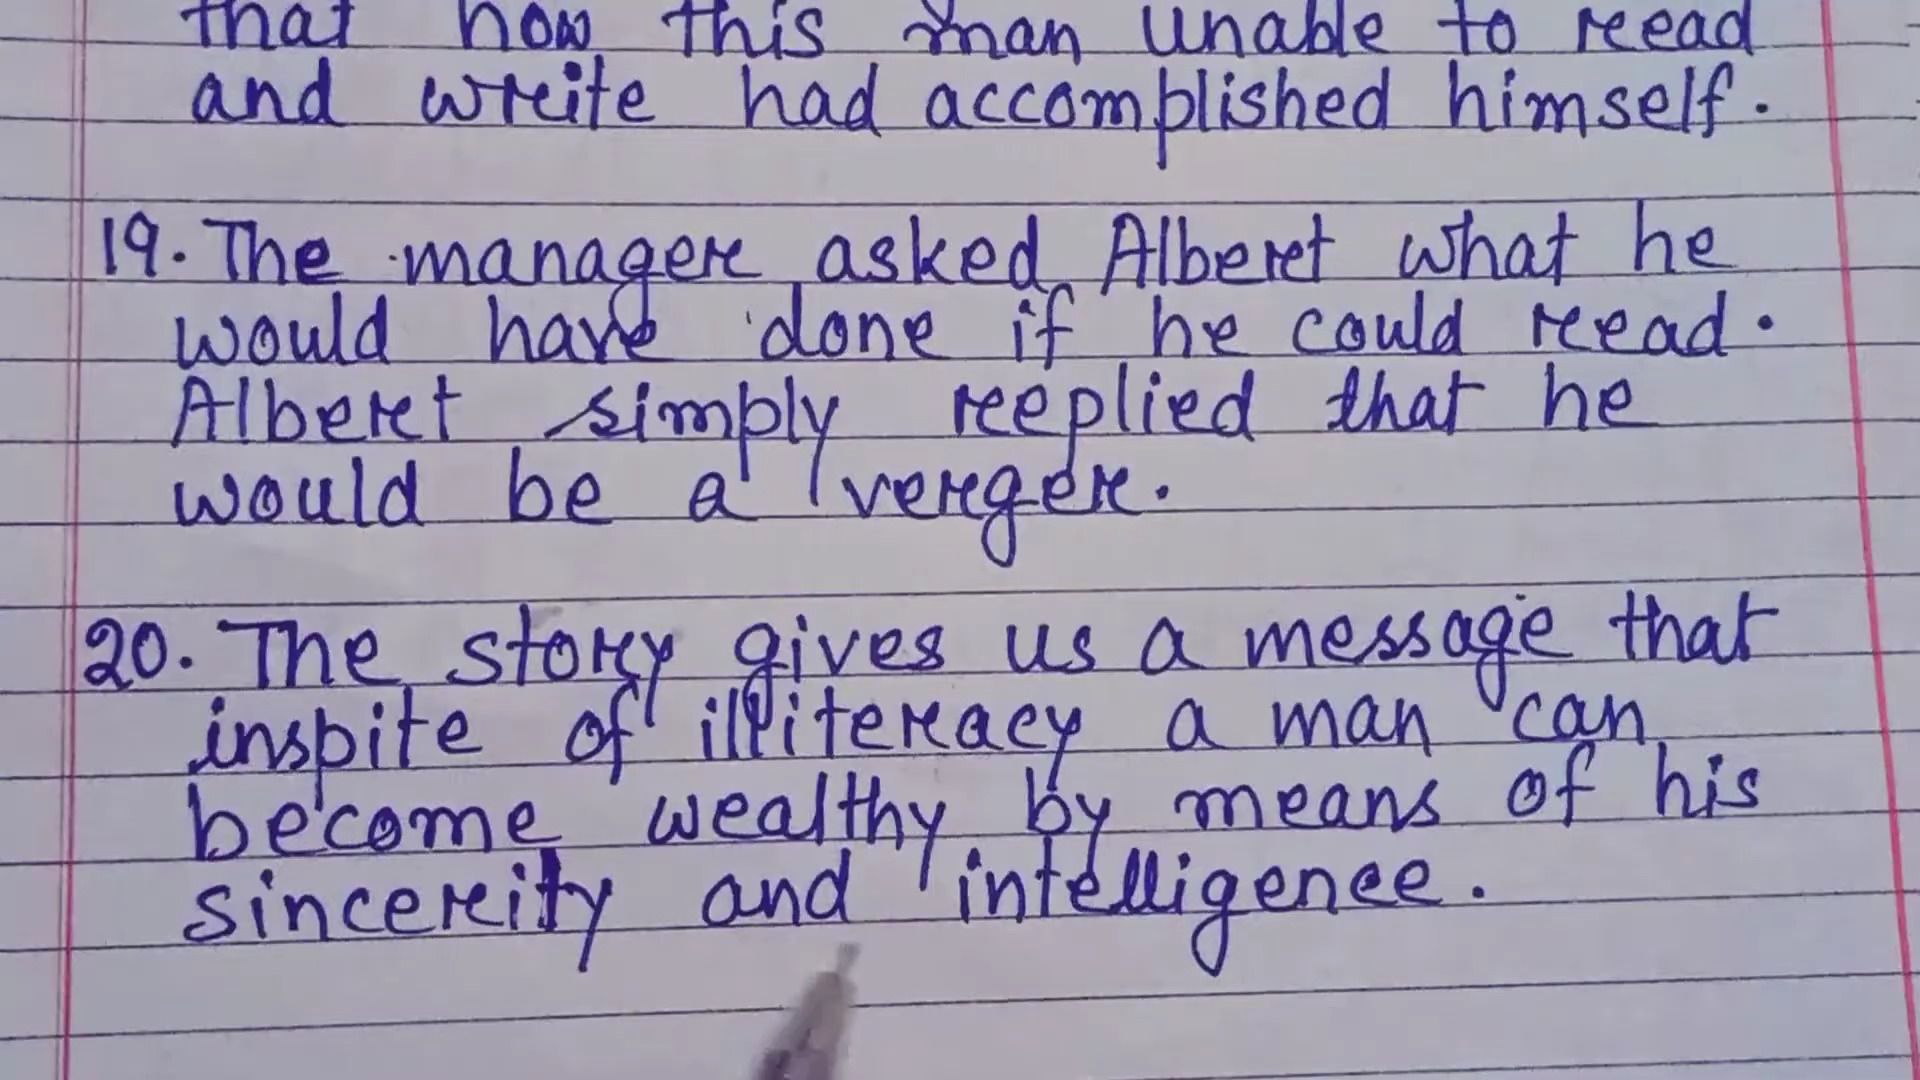 that how this man unable to read
and write had accomplished himself.
19. The manager asked Albert what he
would have done if he could read.
Albert simply replied that he
would be a verger.
20. The story gives us a message that
inspite of illiteracy a man can
become wealthy by means of his
sincerity and intelligence.